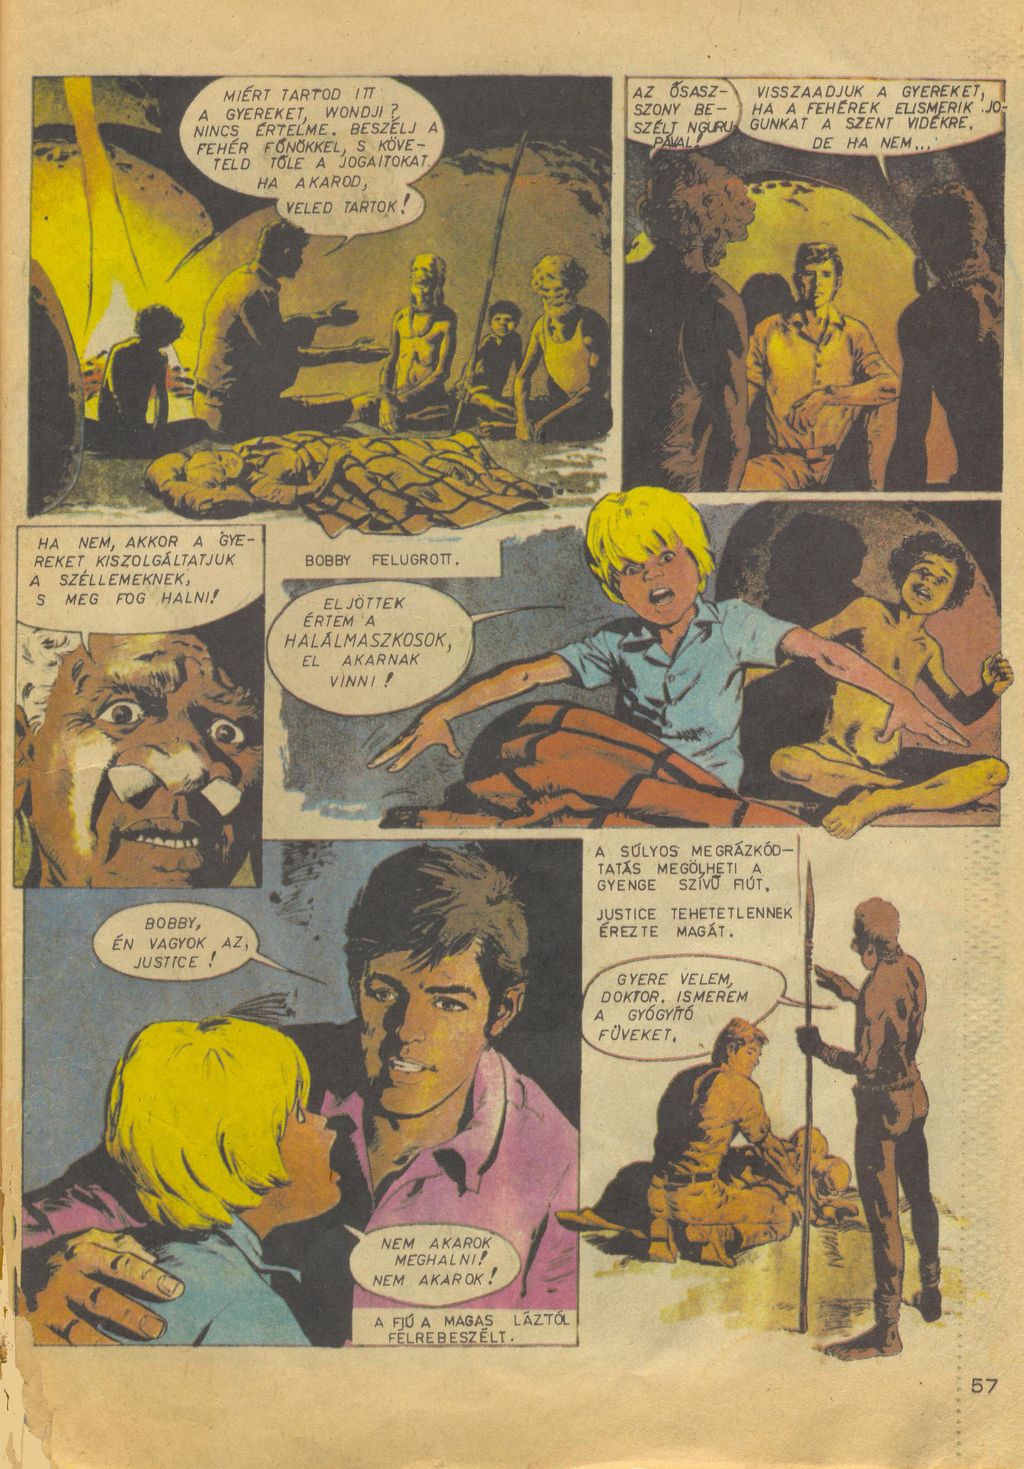 MIÉRT TARTOD ITT
A GYEREKET, WONDJI?
NINCS ÉRTELME. BESZÉLJ A
FEHÉR FŐNÖKKEL, S KÖVE-
TELD TŐLE A JOGAITOKAT.
HA AKAROD,
VELED TARTOK!
AZ ŐSASZ-
SZONY BE-
SZÉLT NGURU
PÁVAL!
VISSZAADJUK A GYEREKET,
HA A FEHÉREK ELISMERIK JO-
GUNKAT A SZENT VIDÉKRE.
DE HA NEM...
HA NEM, AKKOR A GYE-
REKET KISZOLGÁLTATJUK
A SZÉLLEMEKNEK,
S MEG FOG HALNI!
BOBBY FELUGROTT.
ELJÖTTEK
ÉRTEM A
HALÁLMASZKOSOK,
EL AKARNAK
VINNI!
BOBBY,
ÉN VAGYOK AZ,
JUSTICE!
NEM AKAROK
MEGHALNI!
NEM AKAROK!
A FIÚ A MAGAS LÁZTÓL
FÉLREBESZÉLT.
A SÚLYOS MEGRÁZKÓD-
TATÁS MEGÖLHETI A
GYENGE SZÍVŰ FIÚT.
JUSTICE TEHETETLENNEK
ÉREZTE MAGÁT.
GYERE VELEM,
DOKTOR. ISMEREM
A GYÓGYÍTÓ
FÜVEKET.
57